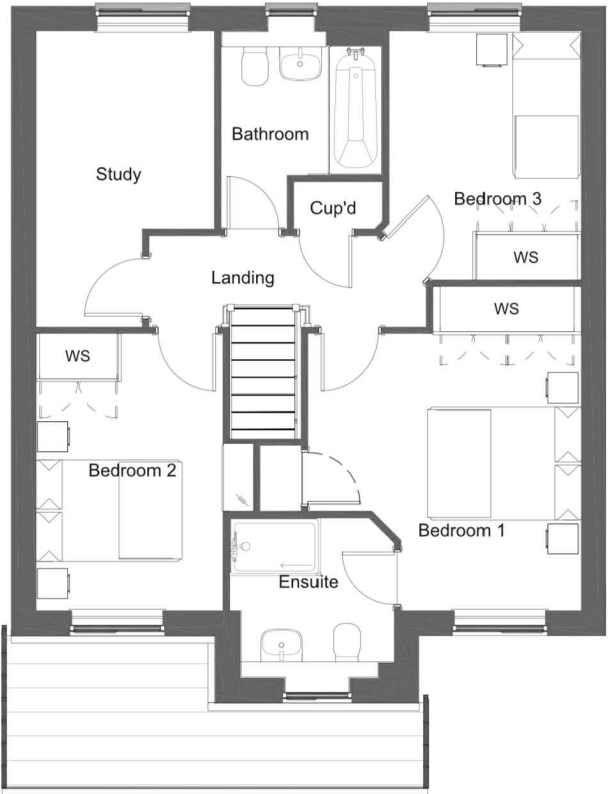 Bathroom
Study
Bedroom 3
Cup'd
WS
Landing
WS
WS
Bedroom 2
Bedroom 1
Ensuite